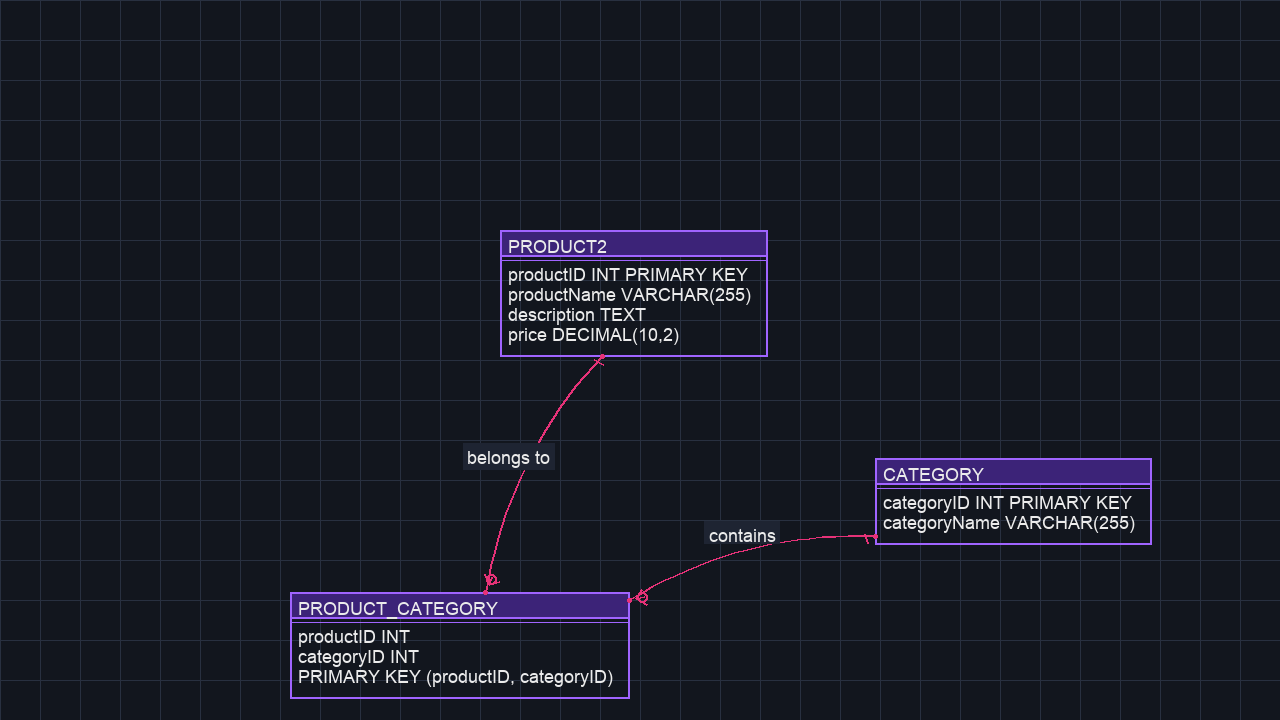 PRODUCT2
productID INT PRIMARY KEY
productName VARCHAR(255)
description TEXT
price DECIMAL(10,2)
belongs to
CATEGORY
categoryID INT PRIMARY KEY
categoryName VARCHAR(255)
contains
PRODUCT_CATEGORY
productID INT
categoryID INT
PRIMARY KEY (productID, categoryID)